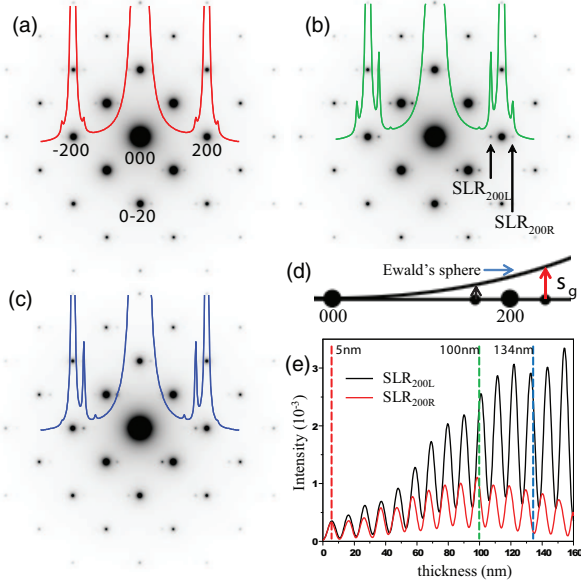 (a)
-200
000
200
0-20
(b)
SLR200L
SLR200R
(c)
(d)
Ewald's sphere
Sg
000
200
(e)
5nm
100nm
134nm
SLR200L
SLR200R
Intensity (10-3)
3
2
1
0
0 20 40 60 80 100 120 140 160
thickness (nm)